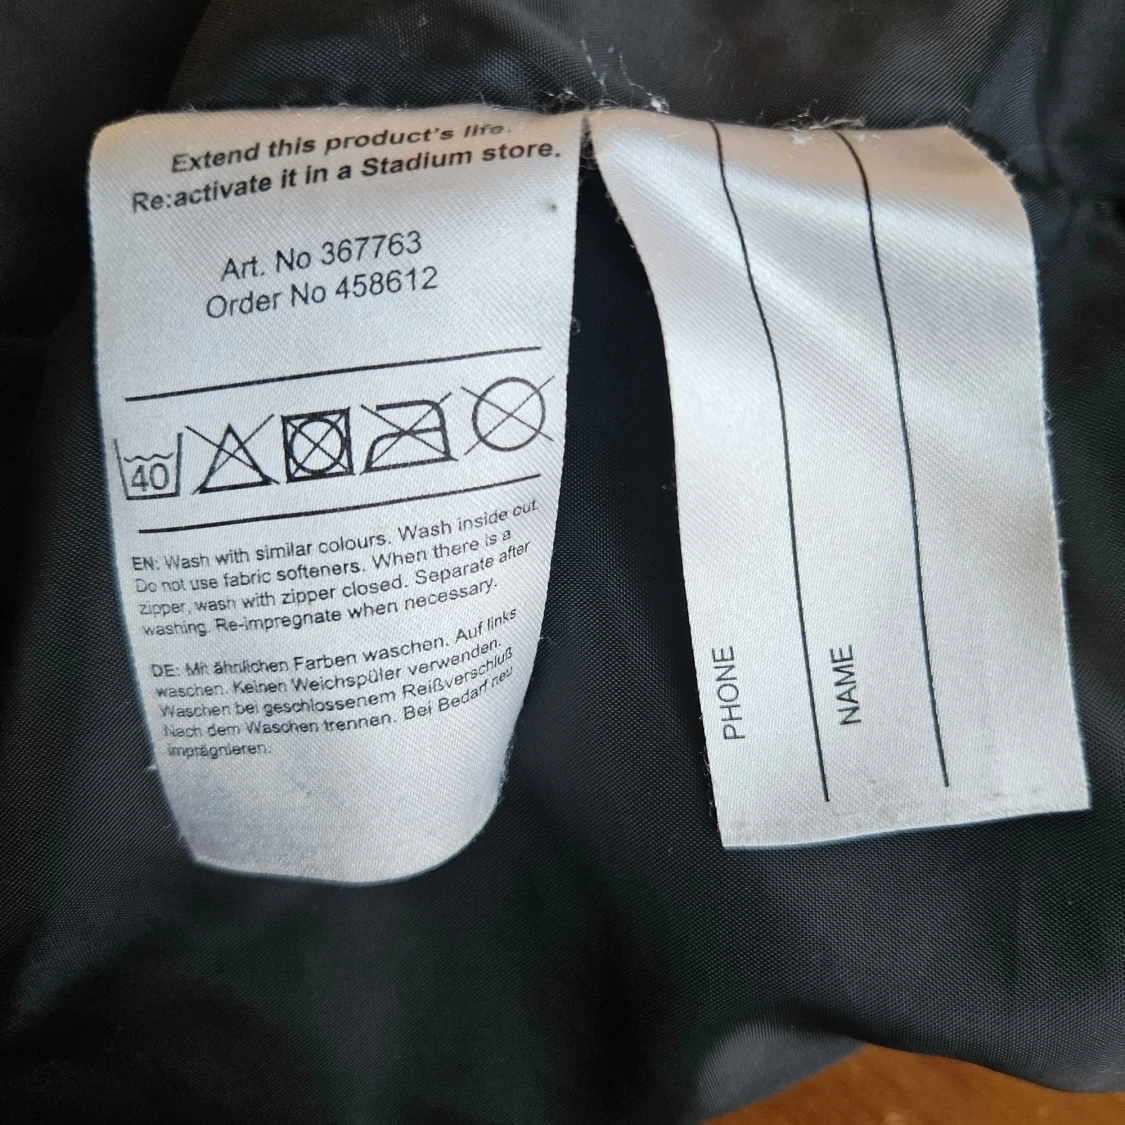 Extend this product's life.
Re:activate it in a Stadium store.
Art. No 367763
Order No 458612
40
EN: Wash with similar colours. Wash inside out.
Do not use fabric softeners. When there is a
zipper, wash with zipper closed. Separate after
washing. Re-impregnate when necessary.
DE: Mit ähnlichen Farben waschen. Auf links
waschen. Keinen Weichspüler verwenden.
Waschen bei geschlossenem Reißverschluß
Nach dem Waschen trennen. Bei Bedarf neu
imprägnieren.
PHONE
NAME